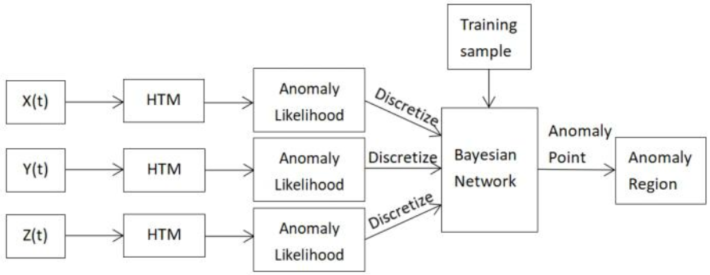 Training
sample
X(t)
HTM
Anomaly
Likelihood
Discretize
Y(t)
HTM
Anomaly
Likelihood
Discretize
Bayesian
Network
Anomaly
Point
Anomaly
Region
Z(t)
HTM
Anomaly
Likelihood
Discretize